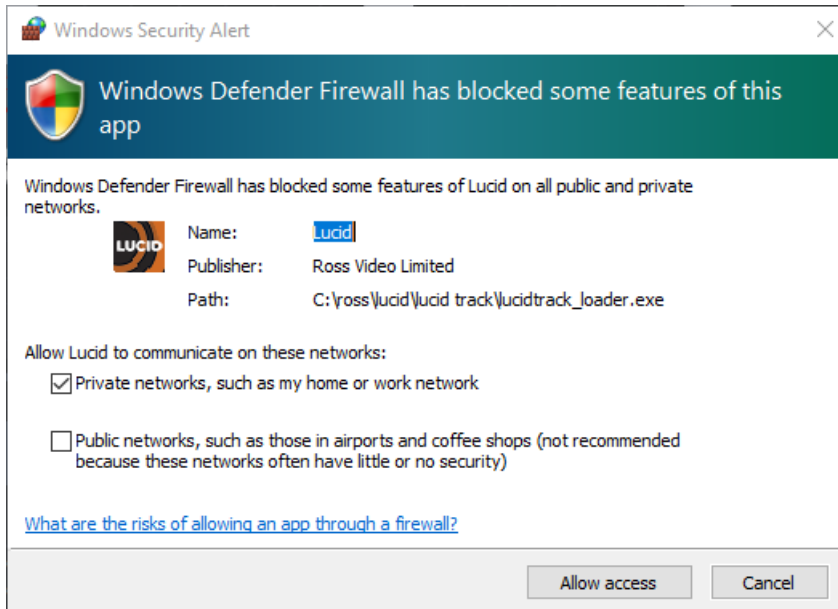 Windows Security Alert
Windows Defender Firewall has blocked some features of this
app
Windows Defender Firewall has blocked some features of Lucid on all public and private
networks.
LUCID
Name: Lucid
Publisher: Ross Video Limited
Path: C:\ross\lucid\lucid track\lucidtrack_loader.exe
Allow Lucid to communicate on these networks:
Private networks, such as my home or work network
Public networks, such as those in airports and coffee shops (not recommended
because these networks often have little or no security)
What are the risks of allowing an app through a firewall?
Allow access Cancel